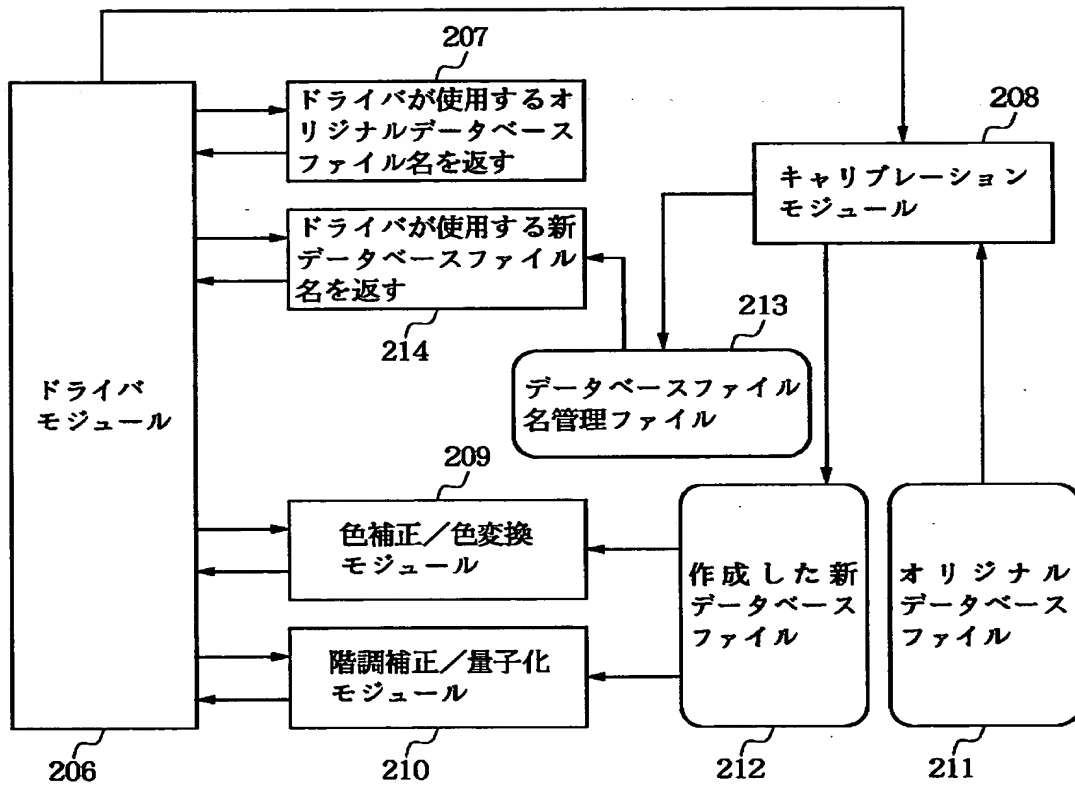 207
ドライバが使用するオ
リジナルデータベース
ファイル名を返す
208
キャリブレーション
モジュール
ドライバが使用する新
データベースファイル
名を返す
214
213
データベースファイル
名管理ファイル
ドライバ
モジュール
209
色補正／色変換
モジュール
作成した新
データベース
ファイル
オリジナル
データベース
ファイル
階調補正／量子化
モジュール
206
210
212
211